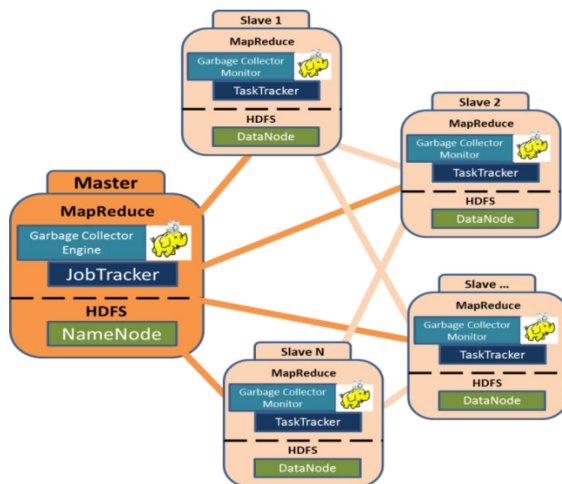 Slave 1
MapReduce
Garbage Collector
Monitor
TaskTracker
HDFS
DataNode
Slave 2
MapReduce
Garbage Collector
Monitor
TaskTracker
HDFS
DataNode
Master
MapReduce
Garbage Collector
Engine
JobTracker
HDFS
NameNode
Slave ...
MapReduce
Garbage Collector
Monitor
TaskTracker
HDFS
DataNode
Slave N
MapReduce
Garbage Collector
Monitor
TaskTracker
HDFS
DataNode